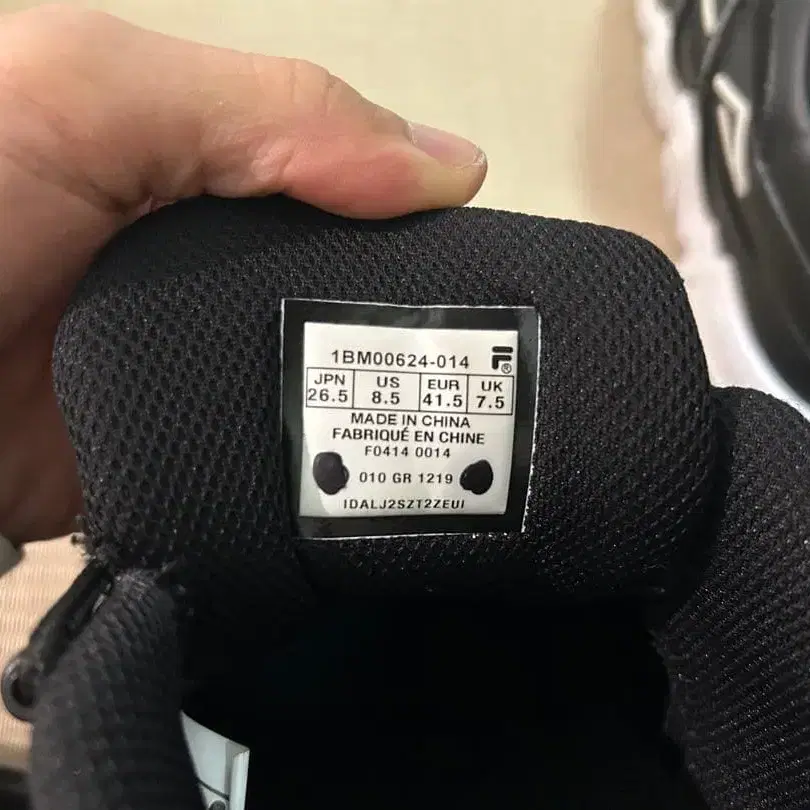 1BM00624-014
JPN US EUR UK
26.5 8.5 41.5 7.5
MADE IN CHINA
FABRIQUÉ EN CHINE
F0414 0014
010 GR 1219
IDALJ2SZT2ZEUI